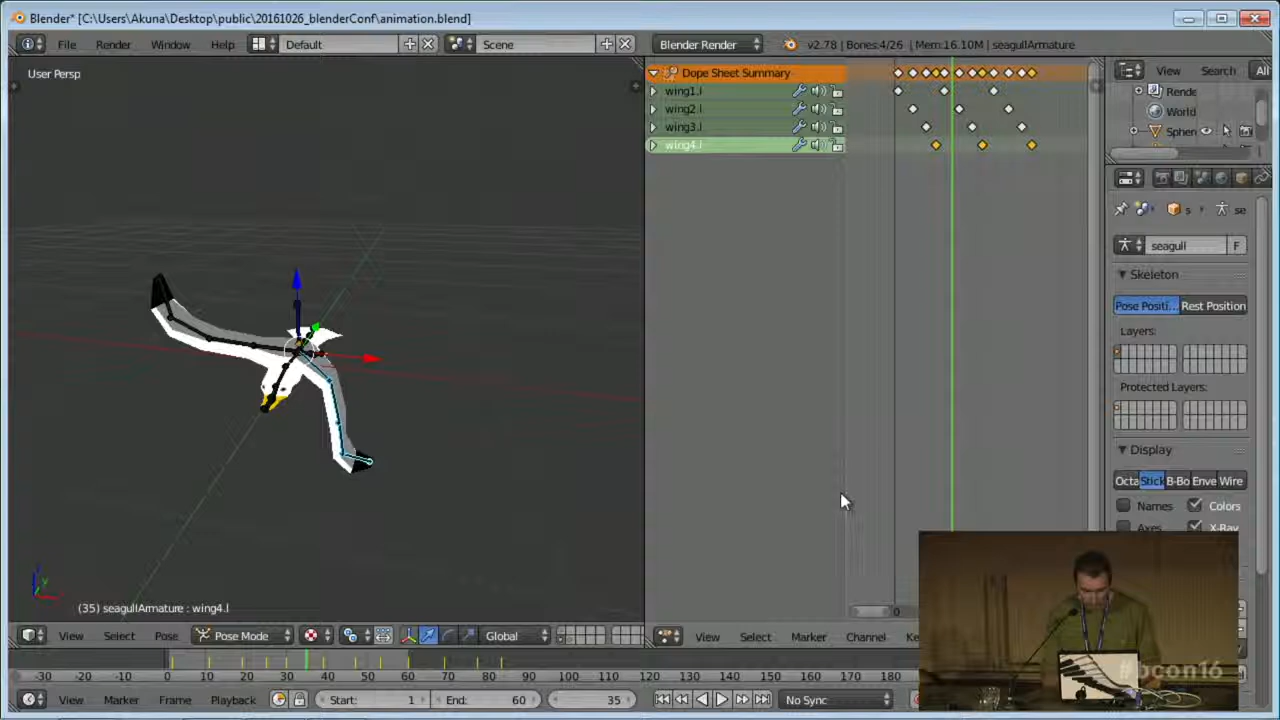 Blender* [C:\Users\Akuna\Desktop\public\20161026_blenderConf\animation.blend]
File Render Window Help Default Scene Blender Render v2.78 | Bones:4/26 | Mem:16.10M | seagullArmature
User Persp
Dope Sheet Summary
wing1.l
wing2.l
wing3.l
wing4.l
View Search All
Rende
World
Spher
s se
seagull F
Skeleton
Pose Positi... Rest Position
Layers:
Protected Layers:
Display
Octa Stick B-Bo Enve Wire
Names Colors
Axes X-Ray
(35) seagullArmature : wing4.l
0
View Select Pose Pose Mode Global
View Select Marker Channel Ke
-30 -20 -10 0 10 20 30 40 50 60 70 80 90 100 110 120 130 140 150 160 170 180
View Marker Frame Playback Start: 1 End: 60 35 No Sync
#bcon16